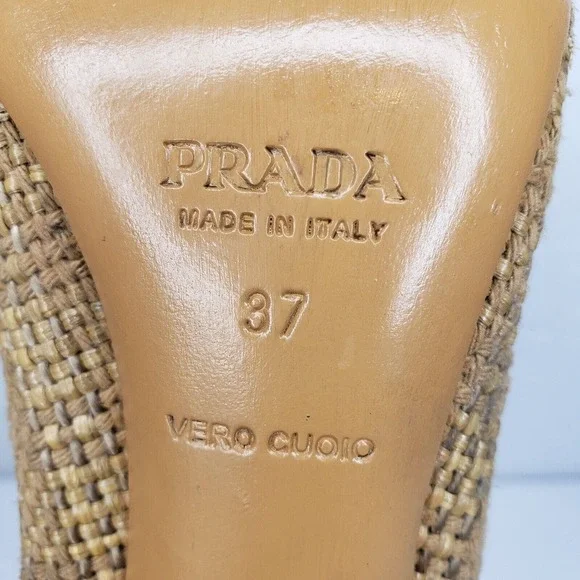 PRADA
MADE IN ITALY
37
VERO CUOIO